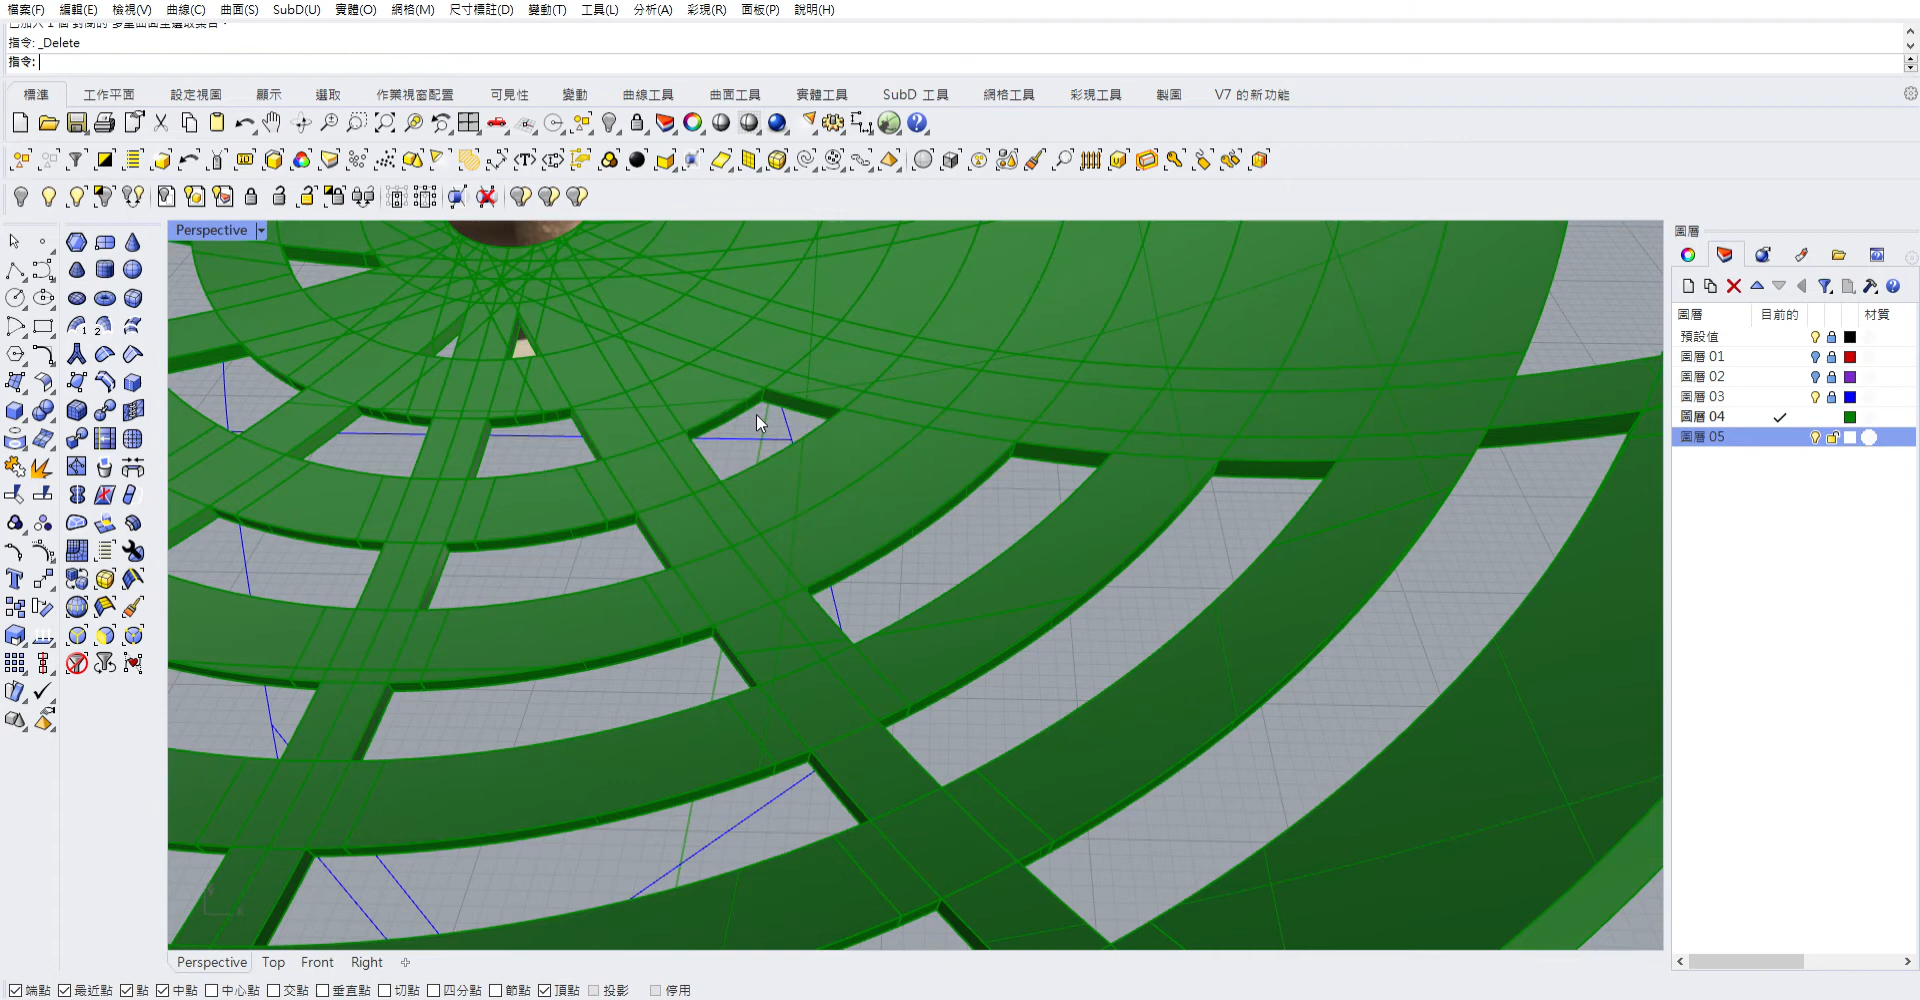 檔案(F) 編輯(E) 檢視(V) 曲線(C) 曲面(S) SubD(U) 實體(O) 網格(M) 尺寸標註(D) 變動(T) 工具(L) 分析(A) 彩現(R) 面板(P) 說明(H)
指令: _Delete
指令:
標準 工作平面 設定視圖 顯示 選取 作業視窗配置 可見性 變動 曲線工具 曲面工具 實體工具 SubD 工具 網格工具 彩現工具 製圖 V7 的新功能
Perspective
圖層
圖層 目前的 材質
預設值
圖層 01
圖層 02
圖層 03
圖層 04
圖層 05
Perspective Top Front Right
端點 最近點 點 中點 中心點 交點 垂直點 切點 四分點 節點 頂點 投影 停用